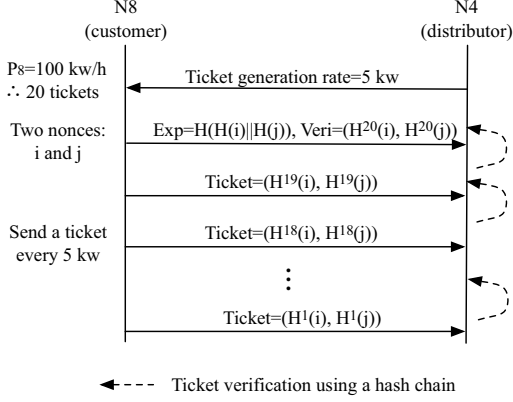 N8
(customer)
N4
(distributor)
P8=100 kw/h
∴ 20 tickets
Ticket generation rate=5 kw
Two nonces:
i and j
Exp=H(H(i)||H(j)), Veri=(H²⁰(i), H²⁰(j))
Ticket=(H¹⁹(i), H¹⁹(j))
Send a ticket
every 5 kw
Ticket=(H¹⁸(i), H¹⁸(j))
⋮
Ticket=(H¹(i), H¹(j))
Ticket verification using a hash chain